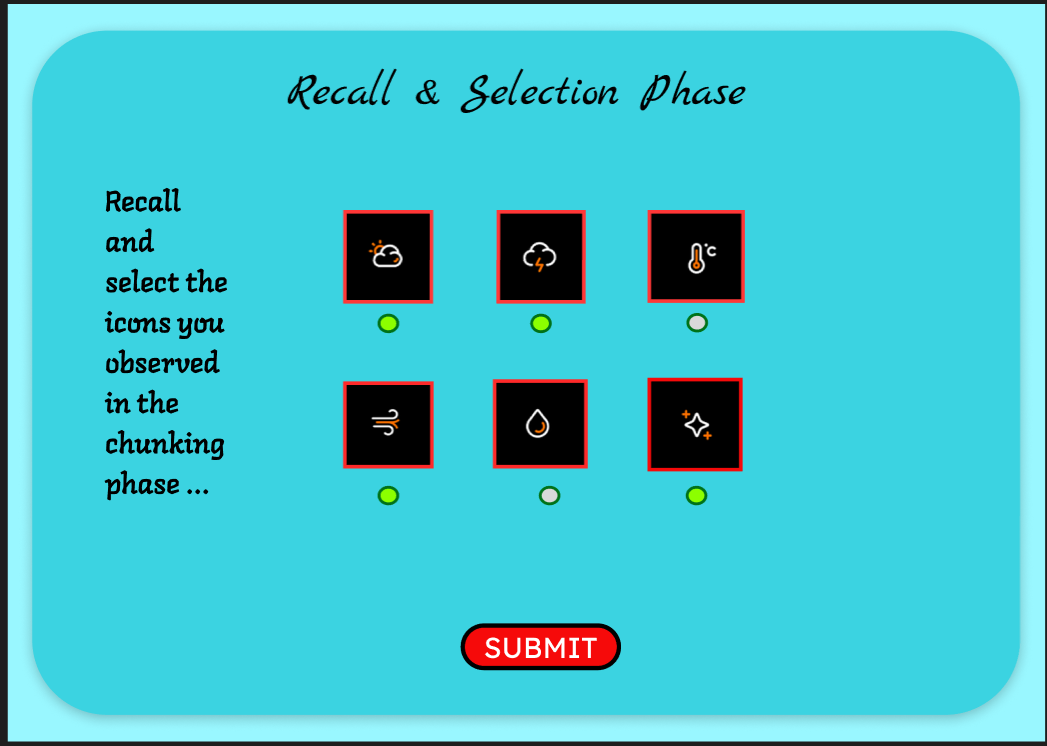 Recall & Selection Phase
Recall
and
select the
icons you
observed
in the
chunking
phase ...
°C
SUBMIT